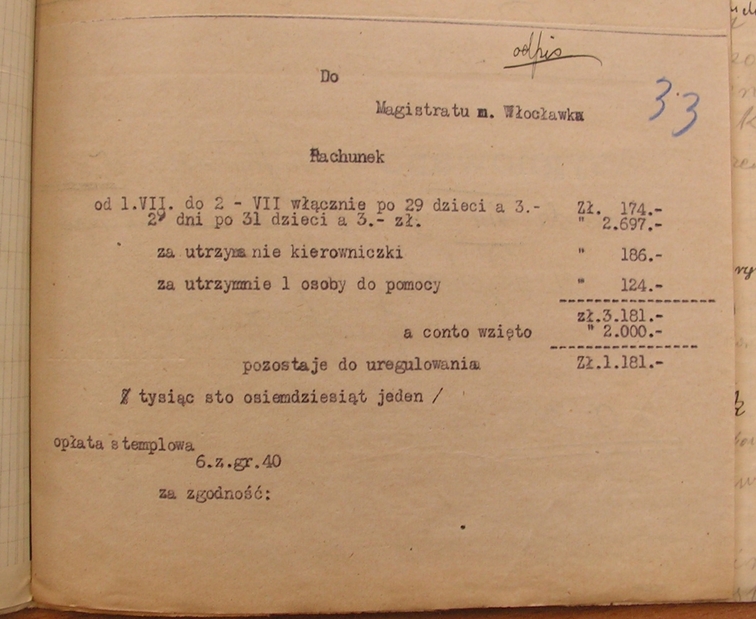 odpis
33
Do
Magistratu m. Włocławka
Rachunek
od 1.VII. do 2 - VII włącznie po 29 dzieci a 3.- Zł. 174.-
29 dni po 31 dzieci a 3.- zł. " 2.697.-
za utrzymanie kierowniczki " 186.-
za utrzymnie 1 osoby do pomocy " 124.-
zł.3.181.-
a conto wzięto " 2.000.-
pozostaje do uregulowania Zł.1.181.-
/ tysiąc sto osiemdziesiąt jeden /
opłata stemplowa
6.z.gr.40
za zgodność: